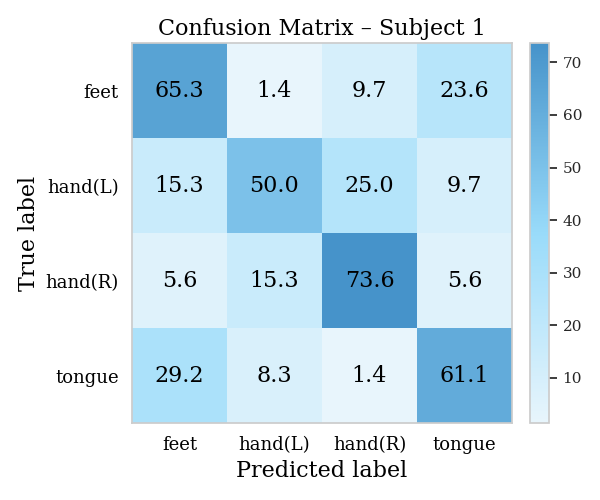 Confusion Matrix – Subject 1
feet 65.3 1.4 9.7 23.6
hand(L) 15.3 50.0 25.0 9.7
hand(R) 5.6 15.3 73.6 5.6
tongue 29.2 8.3 1.4 61.1
feet hand(L) hand(R) tongue
Predicted label
True label
70
60
50
40
30
20
10